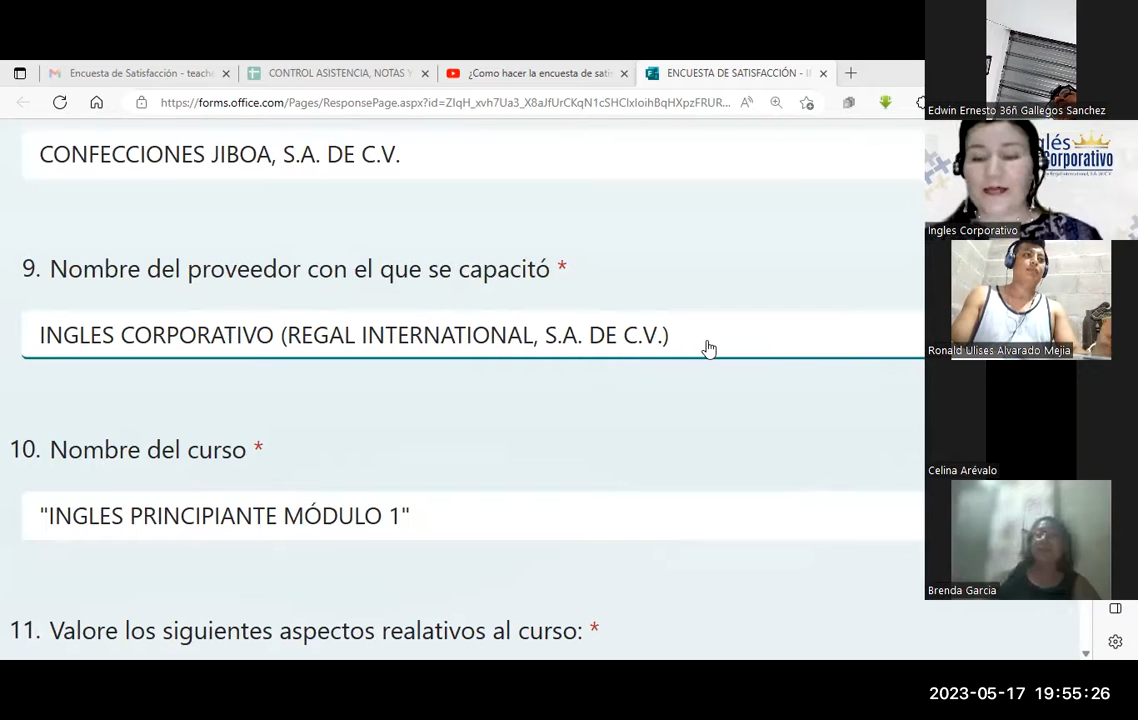 Encuesta de Satisfacción - teache
CONTROL ASISTENCIA, NOTAS Y
¿Como hacer la encuesta de sati
ENCUESTA DE SATISFACCIÓN - I
https://forms.office.com/Pages/ResponsePage.aspx?id=
CONFECCIONES JIBOA, S.A. DE C.V.
9. Nombre del proveedor con el que se capacitó *
INGLES CORPORATIVO (REGAL INTERNATIONAL, S.A. DE C.V.)
10. Nombre del curso *
"INGLES PRINCIPIANTE MÓDULO 1"
11. Valore los siguientes aspectos realativos al curso: *
Edwin Ernesto 36ñ Gallegos Sanchez
glés
orporativo
Ingles Corporativo
Ronald Ulises Alvarado Mejia
Celina Arévalo
Brenda Garcia
2023-05-17 19:55:26